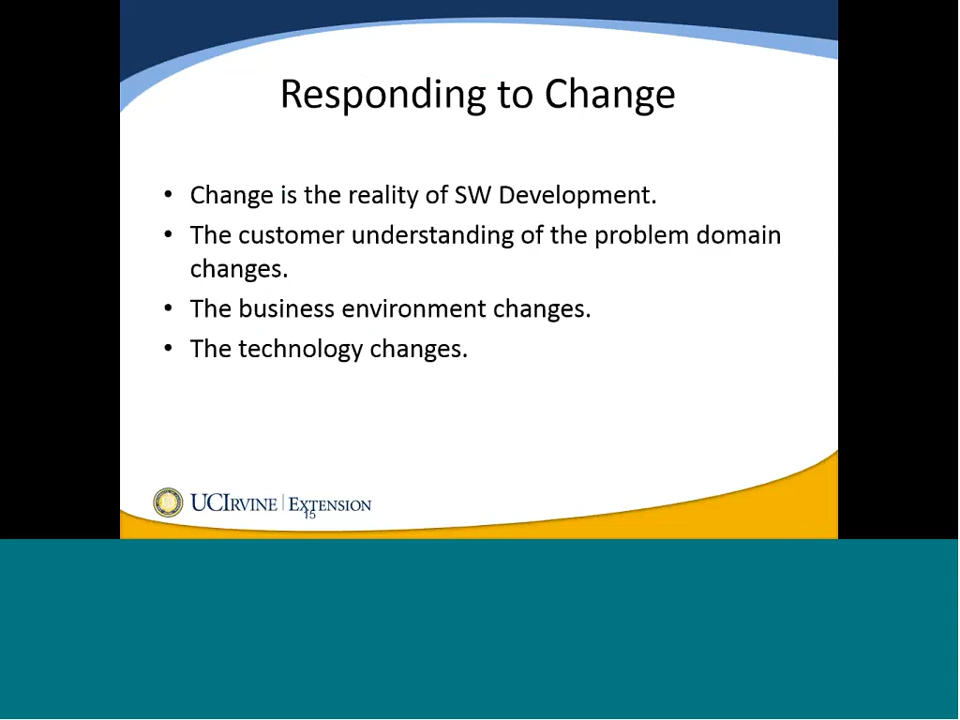 Responding to Change
• Change is the reality of SW Development.
• The customer understanding of the problem domain
changes.
• The business environment changes.
• The technology changes.
UCIRVINE | EXTENSION
15